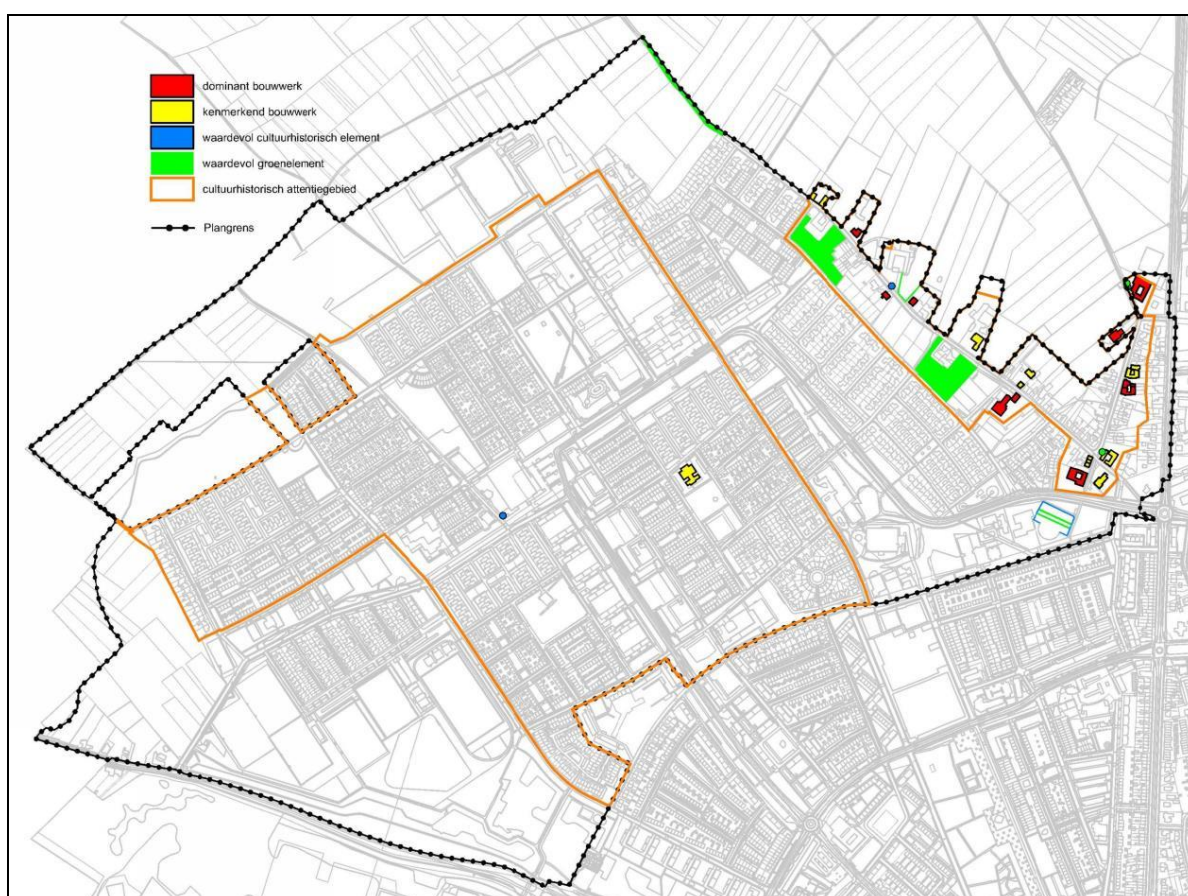 dominant bouwwerk
kenmerkend bouwwerk
waardevol cultuurhistorisch element
waardevol groenelement
cultuurhistorisch attentiegebied
Plangrens